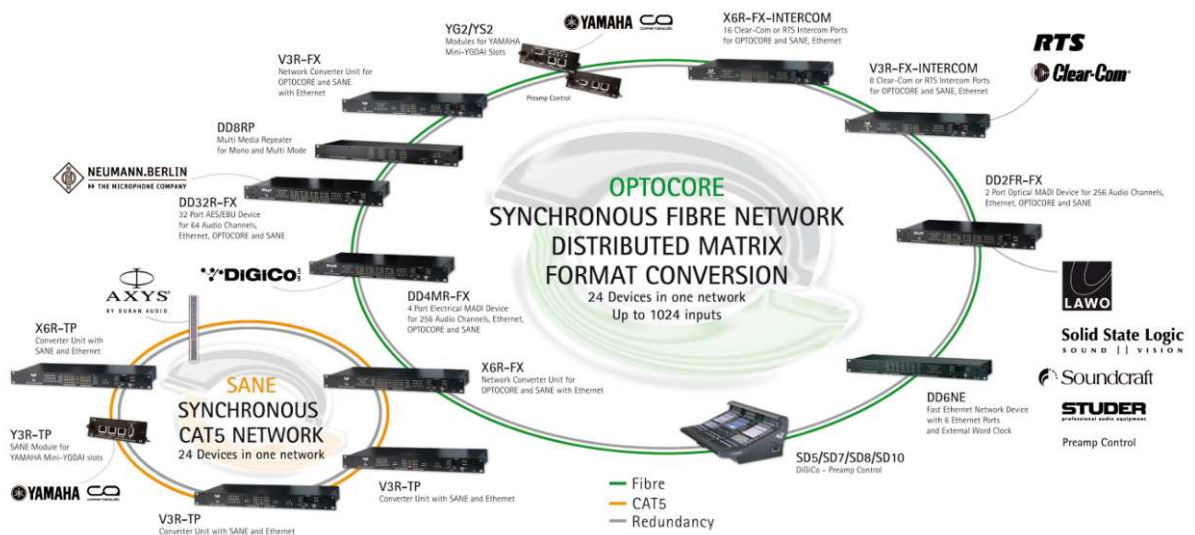 YG2/YS2
Modules for YAMAHA
Mini-YGDAI Slots
YAMAHA
Preamp Control
X6R-FX-INTERCOM
16 Clear-Com or RTS Intercom Ports
for OPTOCORE and SANE, Ethernet
RTS
Clear-Com
V3R-FX-INTERCOM
8 Clear-Com or RTS Intercom Ports
for OPTOCORE and SANE, Ethernet
V3R-FX
Network Converter Unit for
OPTOCORE and SANE
with Ethernet
DD8RP
Multi Media Repeater
for Mono and Multi Mode
NEUMANN.BERLIN
THE MICROPHONE COMPANY
DD32R-FX
32 Port AES/EBU Device
for 64 Audio Channels,
Ethernet, OPTOCORE and SANE
DD2FR-FX
2 Port Optical MADI Device for 256 Audio Channels,
Ethernet, OPTOCORE and SANE
OPTOCORE
SYNCHRONOUS FIBRE NETWORK
DISTRIBUTED MATRIX
FORMAT CONVERSION
24 Devices in one network
Up to 1024 inputs
DiGiCo
DD4MR-FX
4 Port Electrical MADI Device
for 256 Audio Channels, Ethernet,
OPTOCORE and SANE
AXYS®
BY DURAN AUDIO
LAWO
Solid State Logic
SOUND || VISION
Soundcraft
STUDER
professional audio equipment
Preamp Control
X6R-TP
Converter Unit with
SANE and Ethernet
X6R-FX
Network Converter Unit for
OPTOCORE and SANE with Ethernet
DD6NE
Fast Ethernet Network Device
with 6 Ethernet Ports
and External Word Clock
SANE
SYNCHRONOUS
CAT5 NETWORK
24 Devices in one network
Y3R-TP
SANE Module for
YAMAHA Mini-YGDAI slots
YAMAHA
SD5/SD7/SD8/SD10
DiGiCo - Preamp Control
V3R-TP
Converter Unit with SANE and Ethernet
V3R-TP
Converter Unit with SANE and Ethernet
Fibre
CAT5
Redundancy